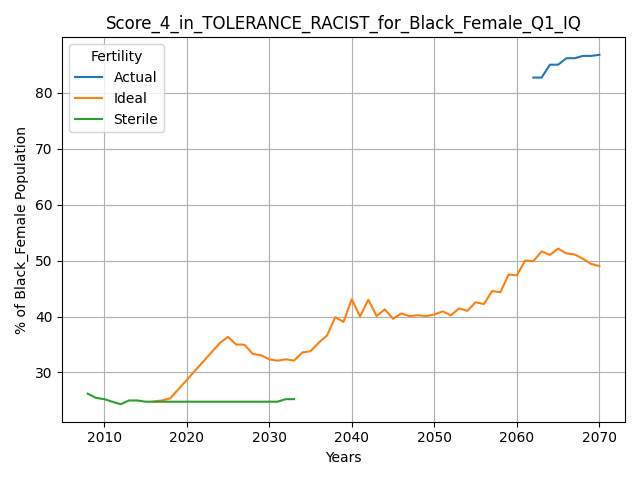 Score_4_in_TOLERANCE_RACIST_for_Black_Female_Q1_IQ
Fertility
Actual
Ideal
Sterile
% of Black_Female Population
80
70
60
50
40
30
2010 2020 2030 2040 2050 2060 2070
Years